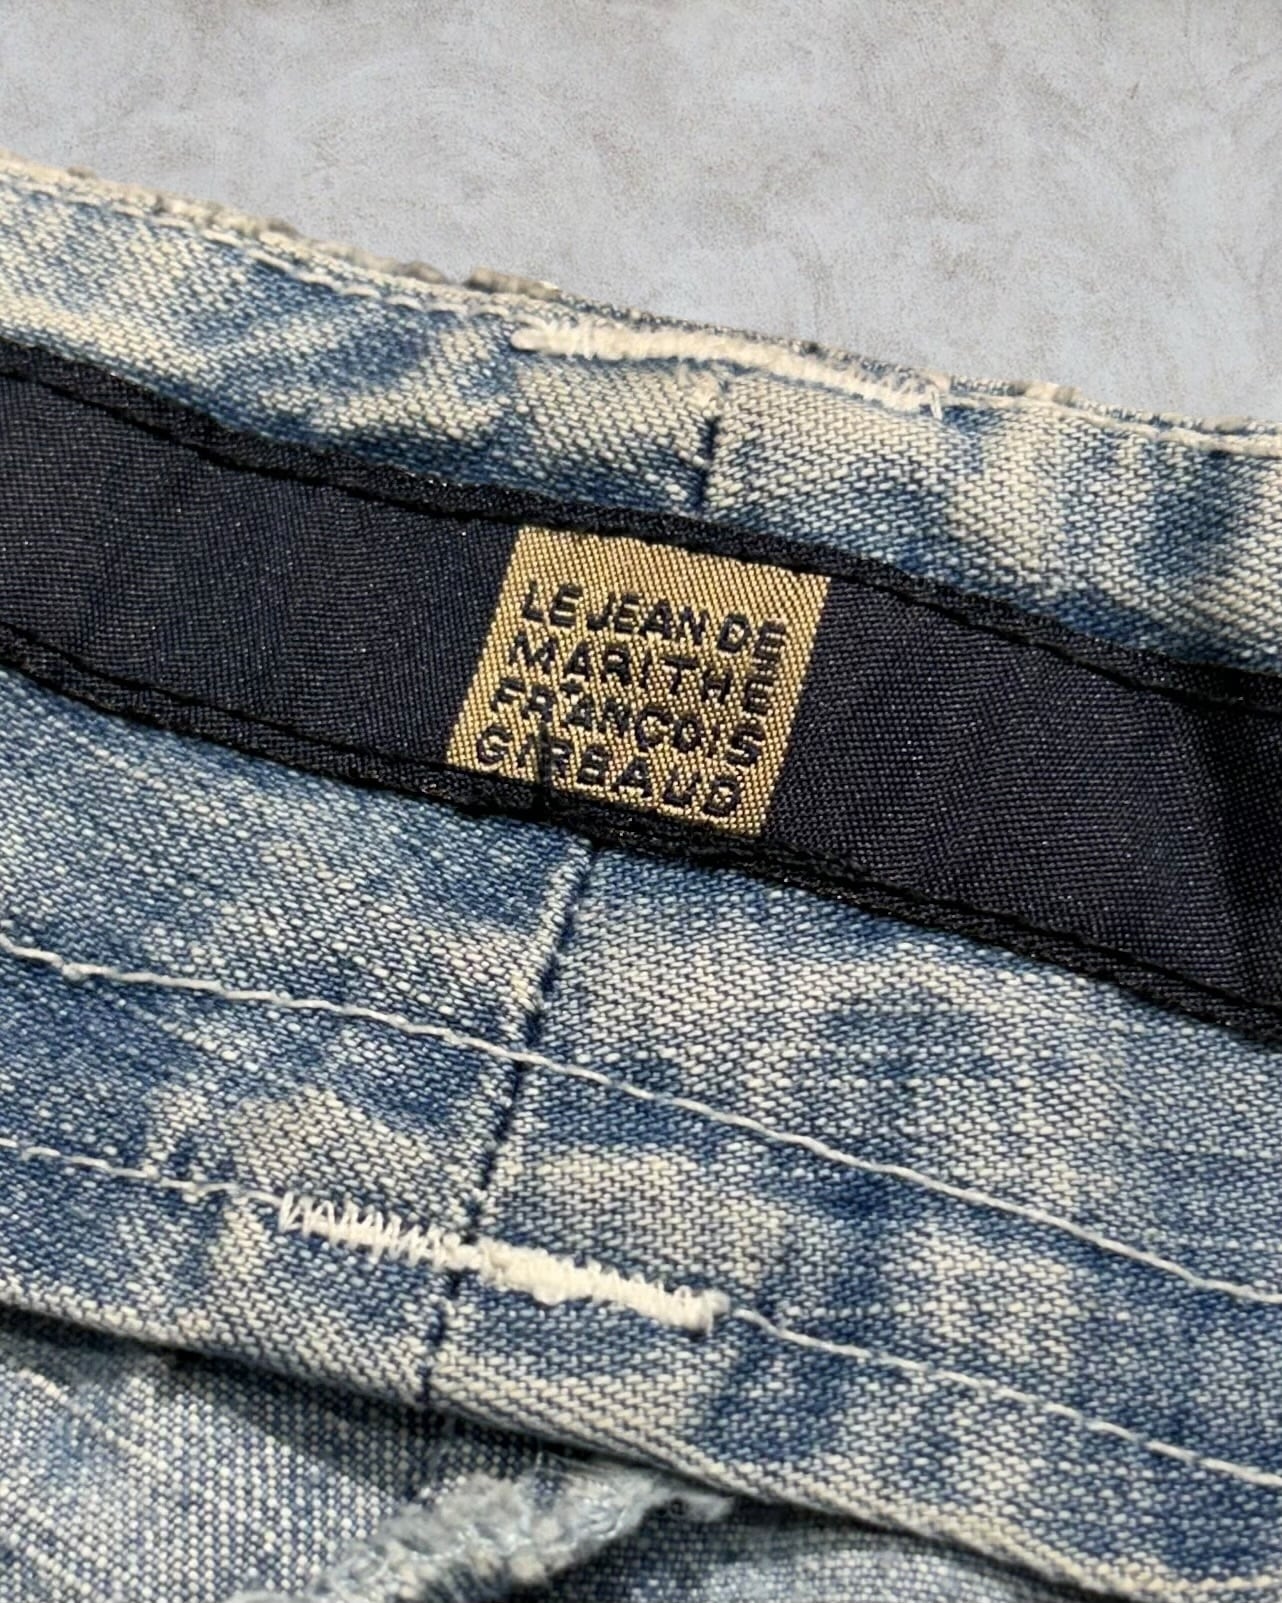 LE JEAN DE
MARITHE
FRANÇOIS
GIRBAUD